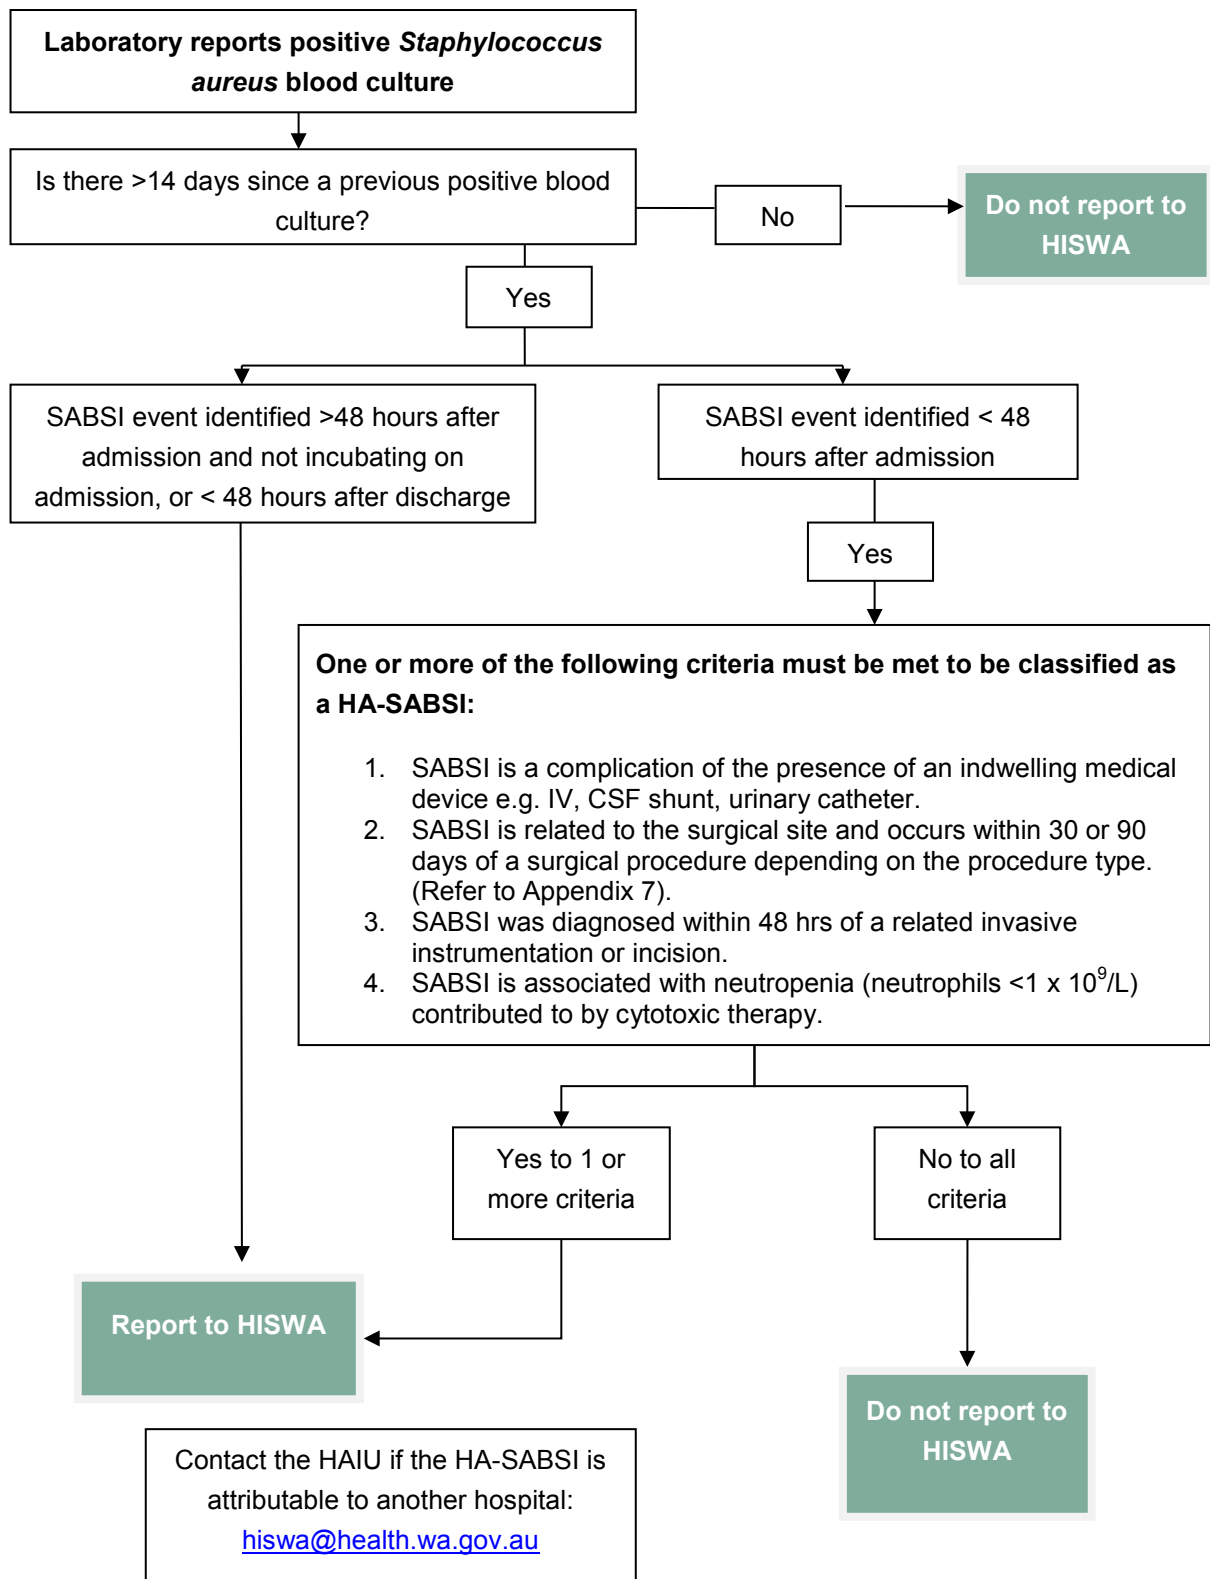 Laboratory reports positive Staphylococcus
aureus blood culture
Is there >14 days since a previous positive blood
culture?
No
Do not report to
HISWA
Yes
SABSI event identified >48 hours after
admission and not incubating on
admission, or < 48 hours after discharge
SABSI event identified < 48
hours after admission
Yes
One or more of the following criteria must be met to be classified as
a HA-SABSI:
1. SABSI is a complication of the presence of an indwelling medical
device e.g. IV, CSF shunt, urinary catheter.
2. SABSI is related to the surgical site and occurs within 30 or 90
days of a surgical procedure depending on the procedure type.
(Refer to Appendix 7).
3. SABSI was diagnosed within 48 hrs of a related invasive
instrumentation or incision.
4. SABSI is associated with neutropenia (neutrophils <1 x 10⁹/L)
contributed to by cytotoxic therapy.
Yes to 1 or
more criteria
No to all
criteria
Report to HISWA
Do not report to
HISWA
Contact the HAIU if the HA-SABSI is
attributable to another hospital:
hiswa@health.wa.gov.au